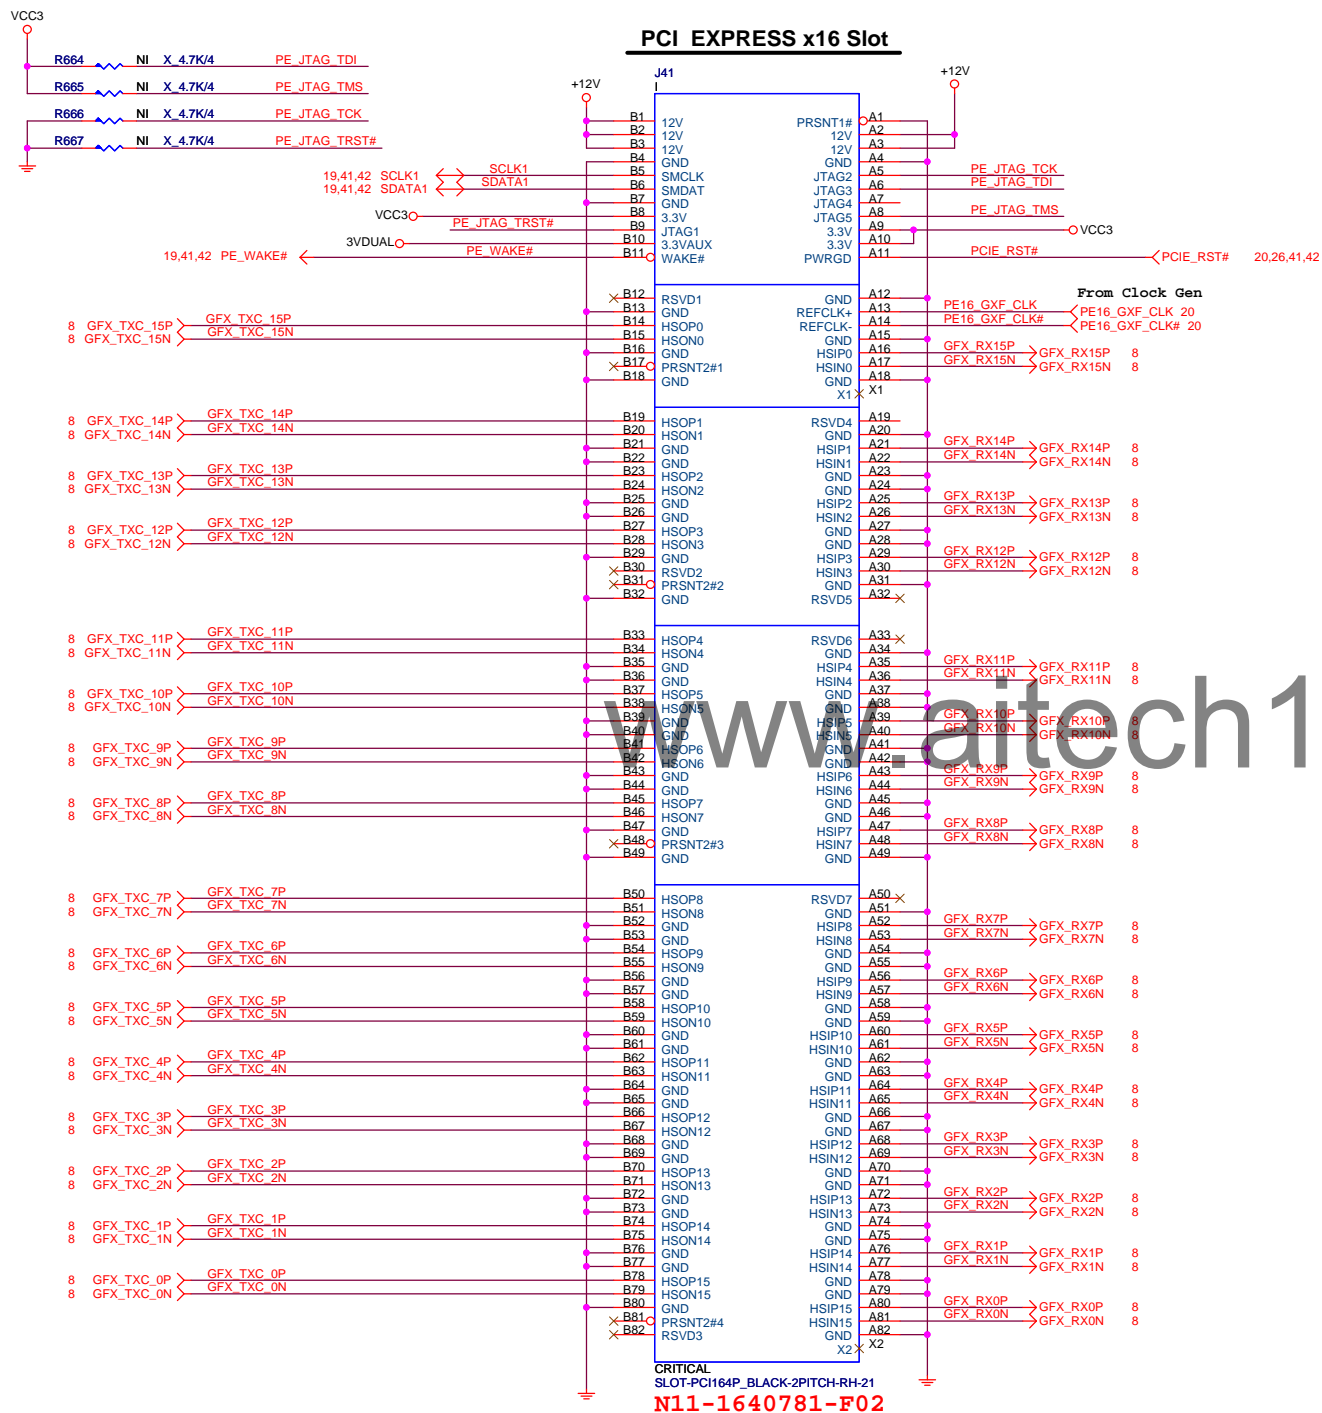 VCC3
R664 NI X_4.7K/4 PE_JTAG_TDI
R665 NI X_4.7K/4 PE_JTAG_TMS
R666 NI X_4.7K/4 PE_JTAG_TCK
R667 NI X_4.7K/4 PE_JTAG_TRST#
PCI EXPRESS x16 Slot
J41
I
+12V +12V
B1 12V PRSNT1# A1
B2 12V 12V A2
B3 12V 12V A3
B4 GND GND A4
19,41,42 SCLK1 SCLK1 B5 SMCLK JTAG2 A5 PE_JTAG_TCK
19,41,42 SDATA1 SDATA1 B6 SMDAT JTAG3 A6 PE_JTAG_TDI
B7 GND JTAG4 A7
VCC3 B8 3.3V JTAG5 A8 PE_JTAG_TMS
PE_JTAG_TRST# B9 JTAG1 3.3V A9 VCC3
3VDUAL B10 3.3VAUX 3.3V A10
19,41,42 PE_WAKE# PE_WAKE# B11 WAKE# PWRGD A11 PCIE_RST# PCIE_RST# 20,26,41,42
From Clock Gen
B12 RSVD1 GND A12
B13 GND REFCLK+ A13 PE16_GXF_CLK PE16_GXF_CLK 20
8 GFX_TXC_15P GFX_TXC_15P B14 HSOP0 REFCLK- A14 PE16_GXF_CLK# PE16_GXF_CLK# 20
8 GFX_TXC_15N GFX_TXC_15N B15 HSON0 GND A15
B16 GND HSIP0 A16 GFX_RX15P GFX_RX15P 8
B17 PRSNT2#1 HSIN0 A17 GFX_RX15N GFX_RX15N 8
B18 GND GND A18
X1 X1
8 GFX_TXC_14P GFX_TXC_14P B19 HSOP1 RSVD4 A19
8 GFX_TXC_14N GFX_TXC_14N B20 HSON1 GND A20
B21 GND HSIP1 A21 GFX_RX14P GFX_RX14P 8
B22 GND HSIN1 A22 GFX_RX14N GFX_RX14N 8
8 GFX_TXC_13P GFX_TXC_13P B23 HSOP2 GND A23
8 GFX_TXC_13N GFX_TXC_13N B24 HSON2 GND A24
B25 GND HSIP2 A25 GFX_RX13P GFX_RX13P 8
B26 GND HSIN2 A26 GFX_RX13N GFX_RX13N 8
8 GFX_TXC_12P GFX_TXC_12P B27 HSOP3 GND A27
8 GFX_TXC_12N GFX_TXC_12N B28 HSON3 GND A28
B29 GND HSIP3 A29 GFX_RX12P GFX_RX12P 8
B30 RSVD2 HSIN3 A30 GFX_RX12N GFX_RX12N 8
B31 PRSNT2#2 GND A31
B32 GND RSVD5 A32
8 GFX_TXC_11P GFX_TXC_11P B33 HSOP4 RSVD6 A33
8 GFX_TXC_11N GFX_TXC_11N B34 HSON4 GND A34
B35 GND HSIP4 A35 GFX_RX11P GFX_RX11P 8
B36 GND HSIN4 A36 GFX_RX11N GFX_RX11N 8
8 GFX_TXC_10P GFX_TXC_10P B37 HSOP5 GND A37
8 GFX_TXC_10N GFX_TXC_10N B38 HSON5 GND A38
B39 GND HSIP5 A39 GFX_RX10P GFX_RX10P 8
B40 GND HSIN5 A40 GFX_RX10N GFX_RX10N 8
www.aitech1
8 GFX_TXC_9P GFX_TXC_9P B41 HSOP6 GND A41
8 GFX_TXC_9N GFX_TXC_9N B42 HSON6 GND A42
B43 GND HSIP6 A43 GFX_RX9P GFX_RX9P 8
B44 GND HSIN6 A44 GFX_RX9N GFX_RX9N 8
8 GFX_TXC_8P GFX_TXC_8P B45 HSOP7 GND A45
8 GFX_TXC_8N GFX_TXC_8N B46 HSON7 GND A46
B47 GND HSIP7 A47 GFX_RX8P GFX_RX8P 8
B48 PRSNT2#3 HSIN7 A48 GFX_RX8N GFX_RX8N 8
B49 GND GND A49
8 GFX_TXC_7P GFX_TXC_7P B50 HSOP8 RSVD7 A50
8 GFX_TXC_7N GFX_TXC_7N B51 HSON8 GND A51
B52 GND HSIP8 A52 GFX_RX7P GFX_RX7P 8
B53 GND HSIN8 A53 GFX_RX7N GFX_RX7N 8
8 GFX_TXC_6P GFX_TXC_6P B54 HSOP9 GND A54
8 GFX_TXC_6N GFX_TXC_6N B55 HSON9 GND A55
B56 GND HSIP9 A56 GFX_RX6P GFX_RX6P 8
B57 GND HSIN9 A57 GFX_RX6N GFX_RX6N 8
8 GFX_TXC_5P GFX_TXC_5P B58 HSOP10 GND A58
8 GFX_TXC_5N GFX_TXC_5N B59 HSON10 GND A59
B60 GND HSIP10 A60 GFX_RX5P GFX_RX5P 8
B61 GND HSIN10 A61 GFX_RX5N GFX_RX5N 8
8 GFX_TXC_4P GFX_TXC_4P B62 HSOP11 GND A62
8 GFX_TXC_4N GFX_TXC_4N B63 HSON11 GND A63
B64 GND HSIP11 A64 GFX_RX4P GFX_RX4P 8
B65 GND HSIN11 A65 GFX_RX4N GFX_RX4N 8
8 GFX_TXC_3P GFX_TXC_3P B66 HSOP12 GND A66
8 GFX_TXC_3N GFX_TXC_3N B67 HSON12 GND A67
B68 GND HSIP12 A68 GFX_RX3P GFX_RX3P 8
B69 GND HSIN12 A69 GFX_RX3N GFX_RX3N 8
8 GFX_TXC_2P GFX_TXC_2P B70 HSOP13 GND A70
8 GFX_TXC_2N GFX_TXC_2N B71 HSON13 GND A71
B72 GND HSIP13 A72 GFX_RX2P GFX_RX2P 8
B73 GND HSIN13 A73 GFX_RX2N GFX_RX2N 8
8 GFX_TXC_1P GFX_TXC_1P B74 HSOP14 GND A74
8 GFX_TXC_1N GFX_TXC_1N B75 HSON14 GND A75
B76 GND HSIP14 A76 GFX_RX1P GFX_RX1P 8
B77 GND HSIN14 A77 GFX_RX1N GFX_RX1N 8
8 GFX_TXC_0P GFX_TXC_0P B78 HSOP15 GND A78
8 GFX_TXC_0N GFX_TXC_0N B79 HSON15 GND A79
B80 GND HSIP15 A80 GFX_RX0P GFX_RX0P 8
B81 PRSNT2#4 HSIN15 A81 GFX_RX0N GFX_RX0N 8
B82 RSVD3 GND A82
X2 X2
CRITICAL
SLOT-PCI164P_BLACK-2PITCH-RH-21
N11-1640781-F02